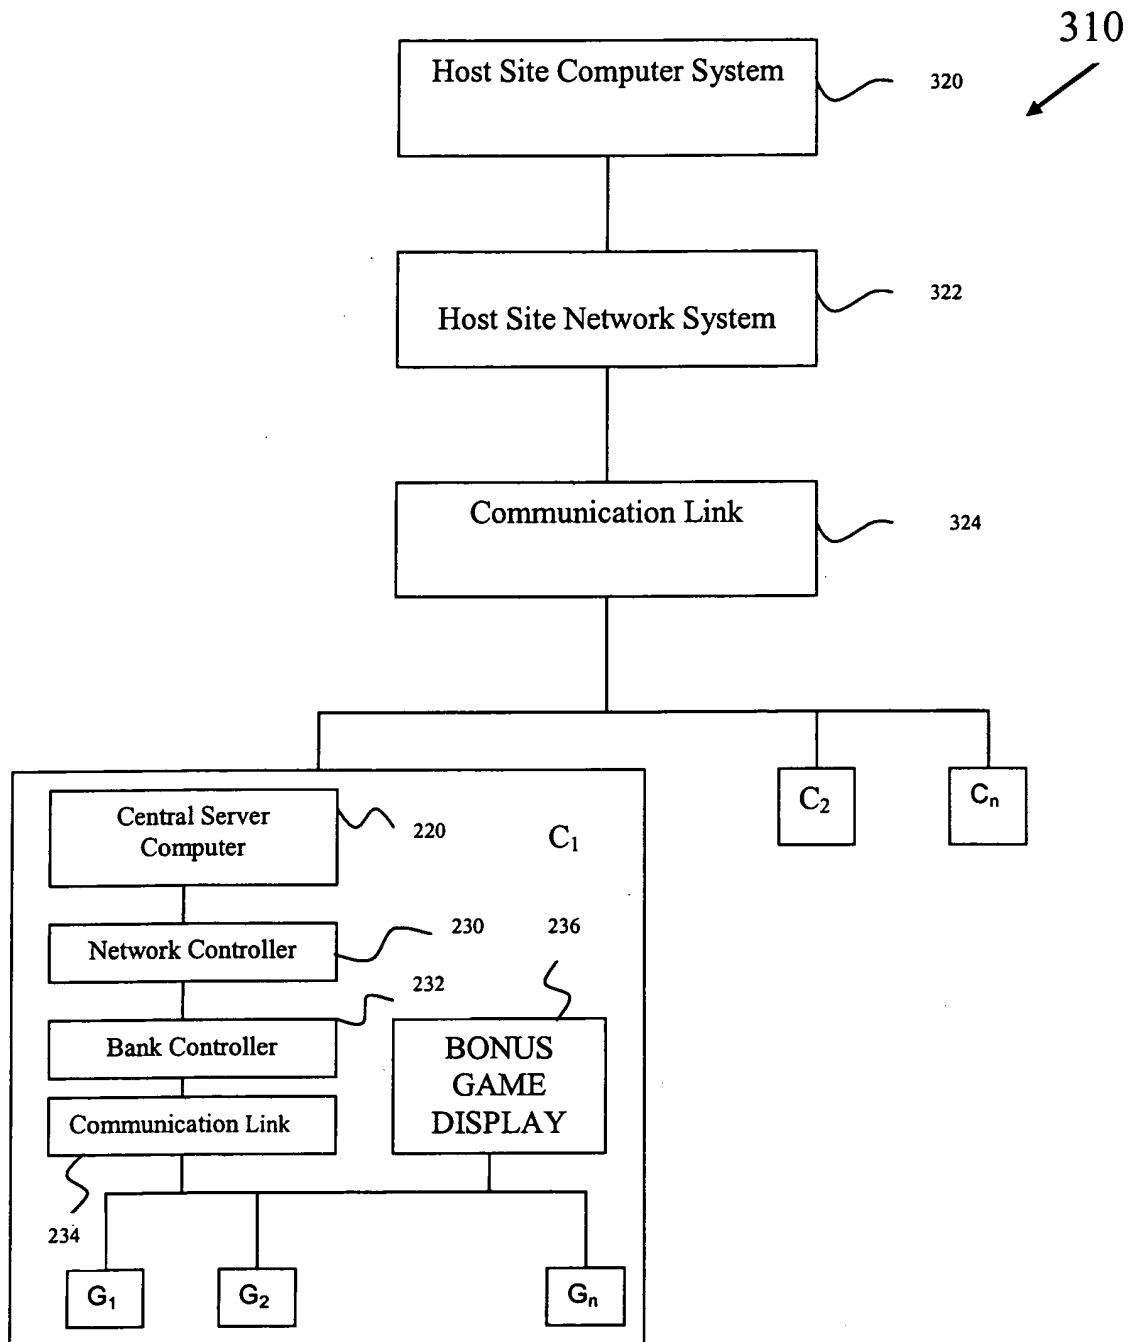 310
Host Site Computer System
320
Host Site Network System
322
Communication Link
324
C2
Cn
Central Server
Computer
220
C1
Network Controller
230
236
232
Bank Controller
BONUS
GAME
DISPLAY
Communication Link
234
G1
G2
Gn